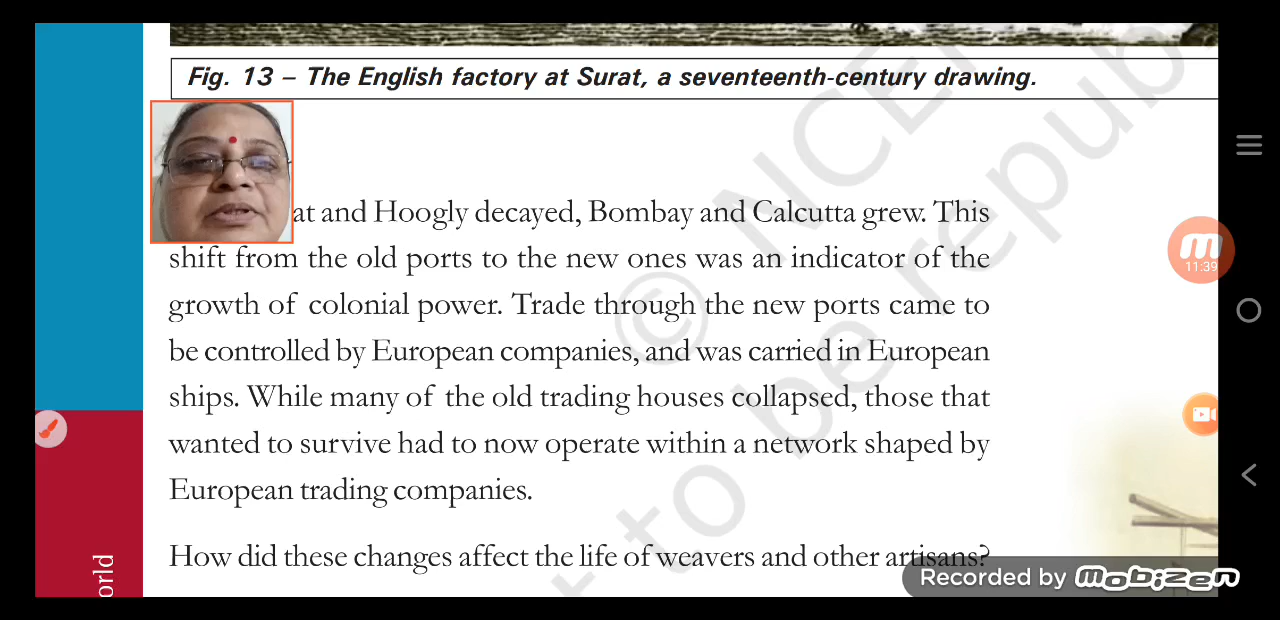 Fig. 13 – The English factory at Surat, a seventeenth-century drawing.
at and Hoogly decayed, Bombay and Calcutta grew. This
shift from the old ports to the new ones was an indicator of the
growth of colonial power. Trade through the new ports came to
be controlled by European companies, and was carried in European
ships. While many of the old trading houses collapsed, those that
wanted to survive had to now operate within a network shaped by
European trading companies.
How did these changes affect the life of weavers and other artisans?
© NCE
to be repub
orld
11:39
Recorded by mobizen